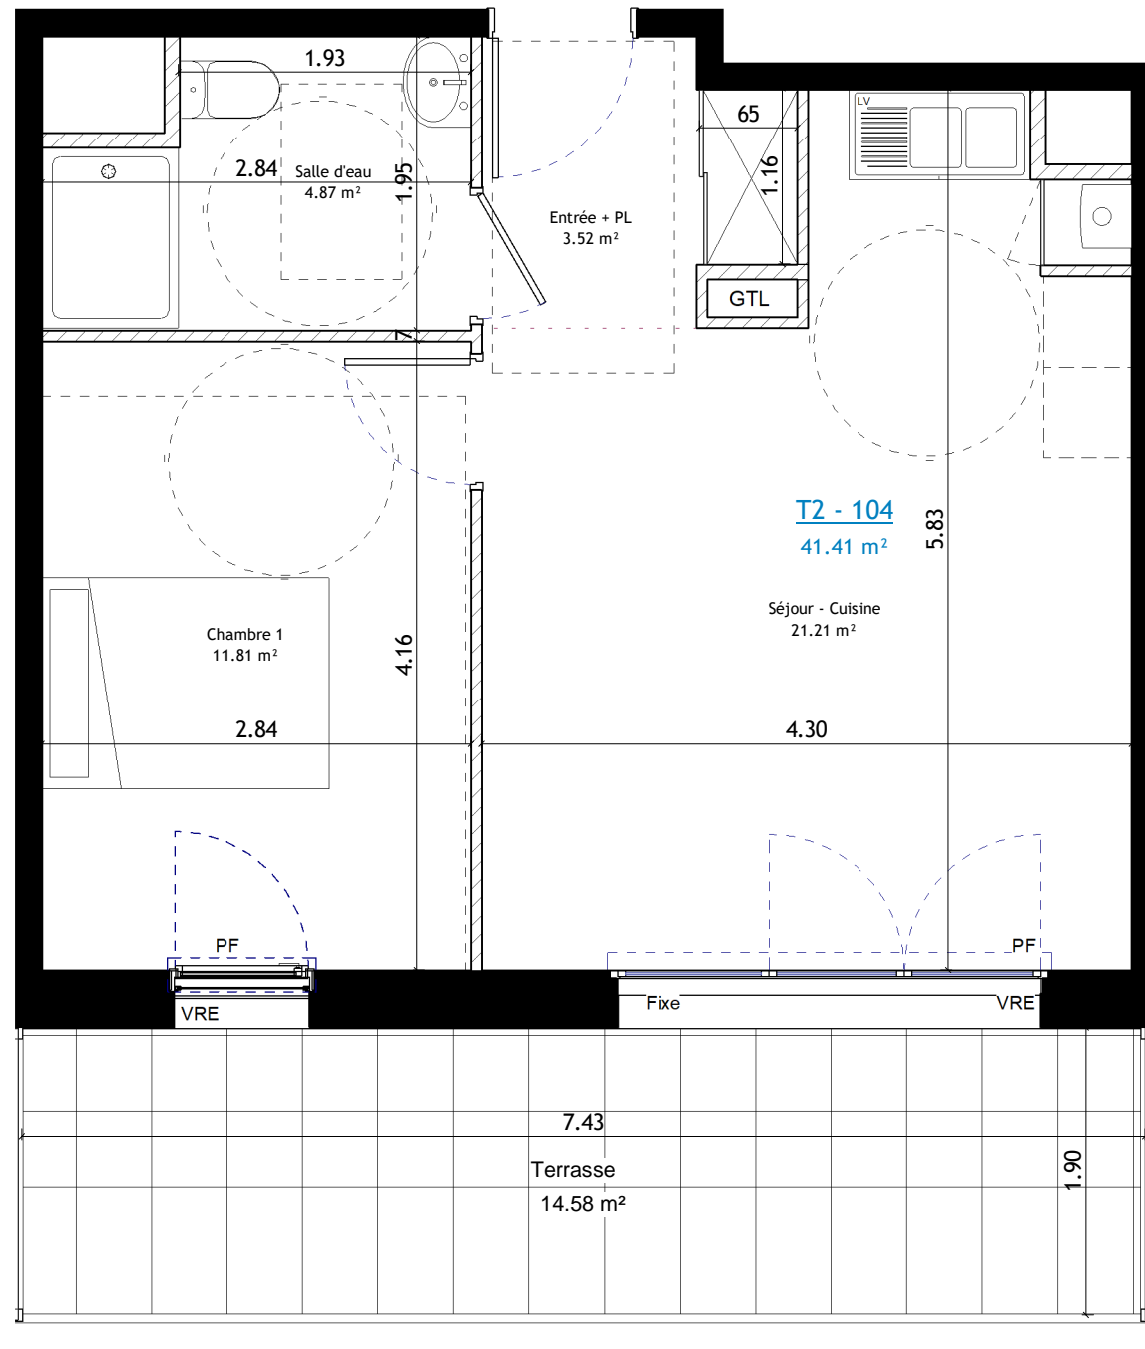 1.93
LV
65
2.84
Salle d'eau
4.87 m²
1.95
1.16
Entrée + PL
3.52 m²
GTL
7
T2 - 104
41.41 m²
5.83
Séjour - Cuisine
21.21 m²
Chambre 1
11.81 m²
4.16
2.84
4.30
PF
PF
VRE
Fixe
VRE
7.43
Terrasse
14.58 m²
1.90